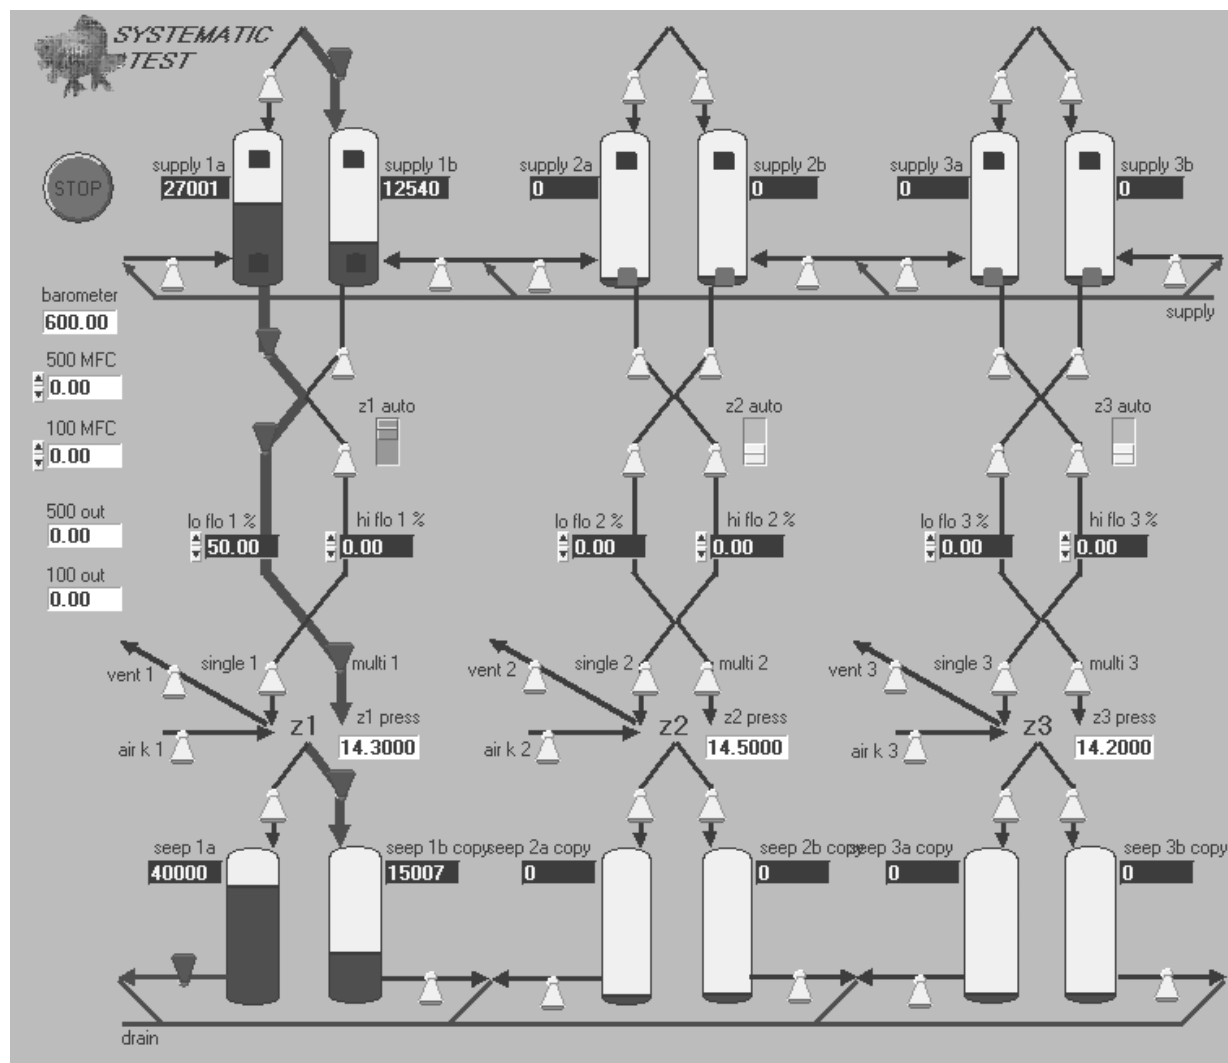 SYSTEMATIC
TEST
STOP
supply 1a
27001
supply 1b
12540
supply 2a
0
supply 2b
0
supply 3a
0
supply 3b
0
supply
barometer
600.00
500 MFC
0.00
100 MFC
0.00
500 out
0.00
100 out
0.00
z1 auto
z2 auto
z3 auto
lo flo 1 %
50.00
hi flo 1 %
0.00
lo flo 2 %
0.00
hi flo 2 %
0.00
lo flo 3 %
0.00
hi flo 3 %
0.00
vent 1
single 1
multi 1
vent 2
single 2
multi 2
vent 3
single 3
multi 3
air k 1
z1
z1 press
14.3000
air k 2
z2
z2 press
14.5000
air k 3
z3
z3 press
14.2000
seep 1a
40000
seep 1b copy
15007
seep 2a copy
0
seep 2b copy
0
seep 3a copy
0
seep 3b copy
0
drain